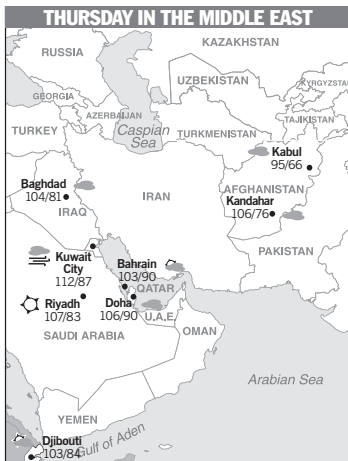 THURSDAY IN THE MIDDLE EAST
KAZAKHSTAN
RUSSIA
UZBEKISTAN
KYRGYZSTAN
GEORGIA
AZERBAIJAN
TAJIKISTAN
TURKEY
Caspian
Sea
TURKMENISTAN
Kabul
95/66
Baghdad
104/81
IRAN
AFGHANISTAN
Kandahar
106/76
IRAQ
PAKISTAN
Kuwait
City
112/87
Bahrain
103/90
QATAR
Riyadh
107/83
Doha
106/90
U.A.E.
SAUDI ARABIA
OMAN
Arabian Sea
YEMEN
Djibouti
103/84
Gulf of Aden